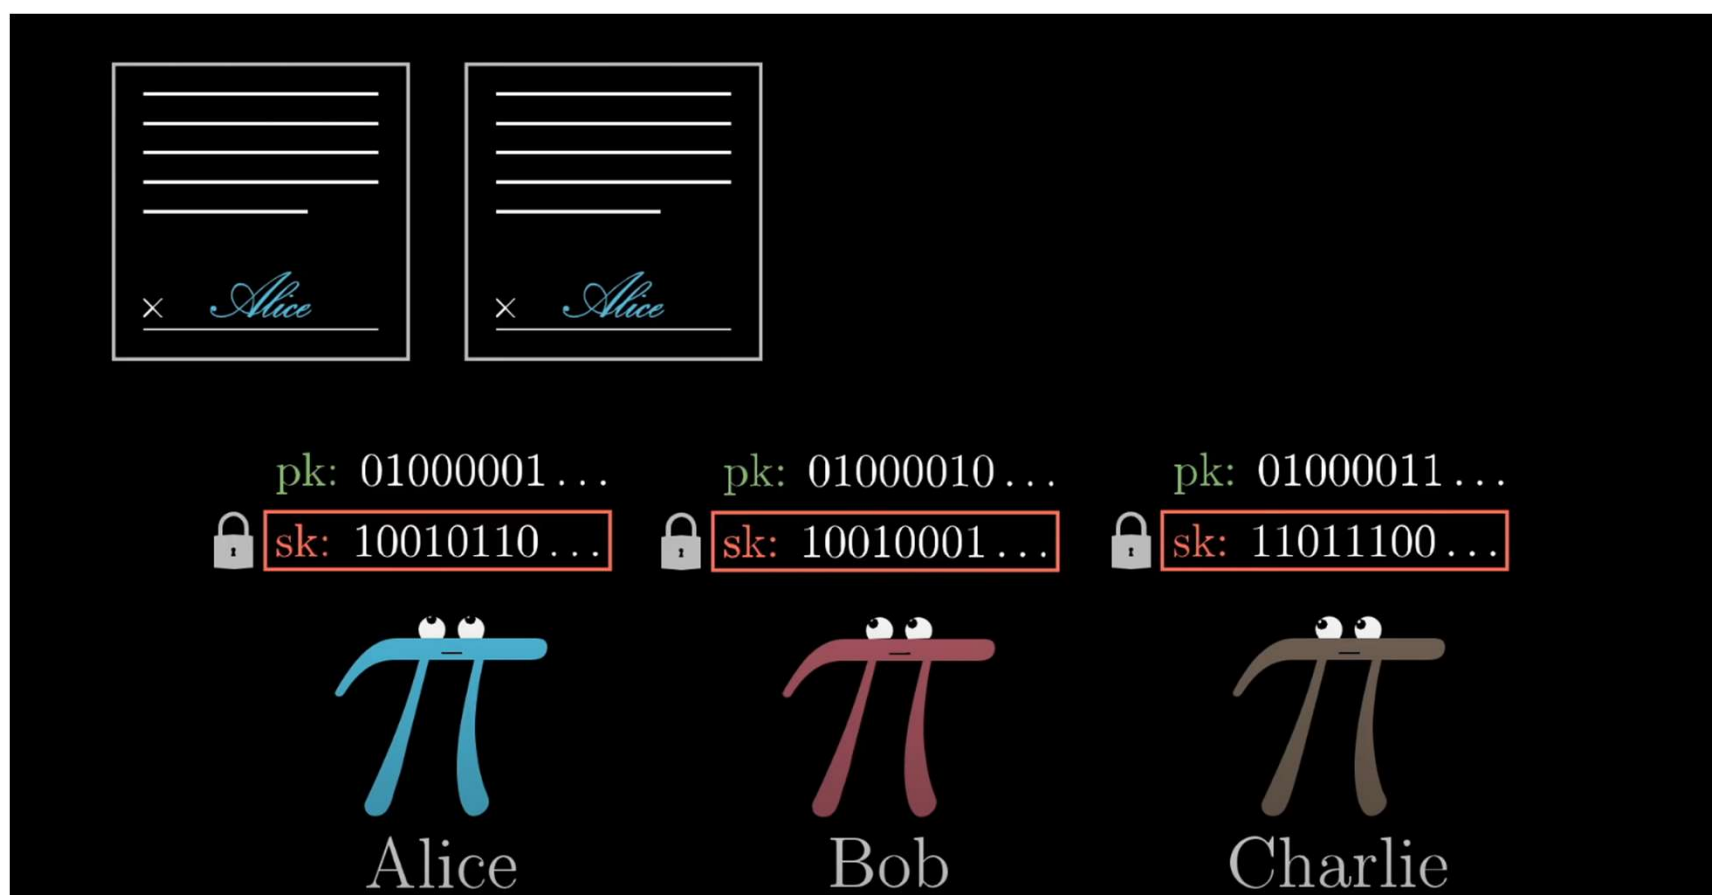 × Alice
× Alice
pk: 01000001...
pk: 01000010...
pk: 01000011...
sk: 10010110...
sk: 10010001...
sk: 11011100...
Alice
Bob
Charlie